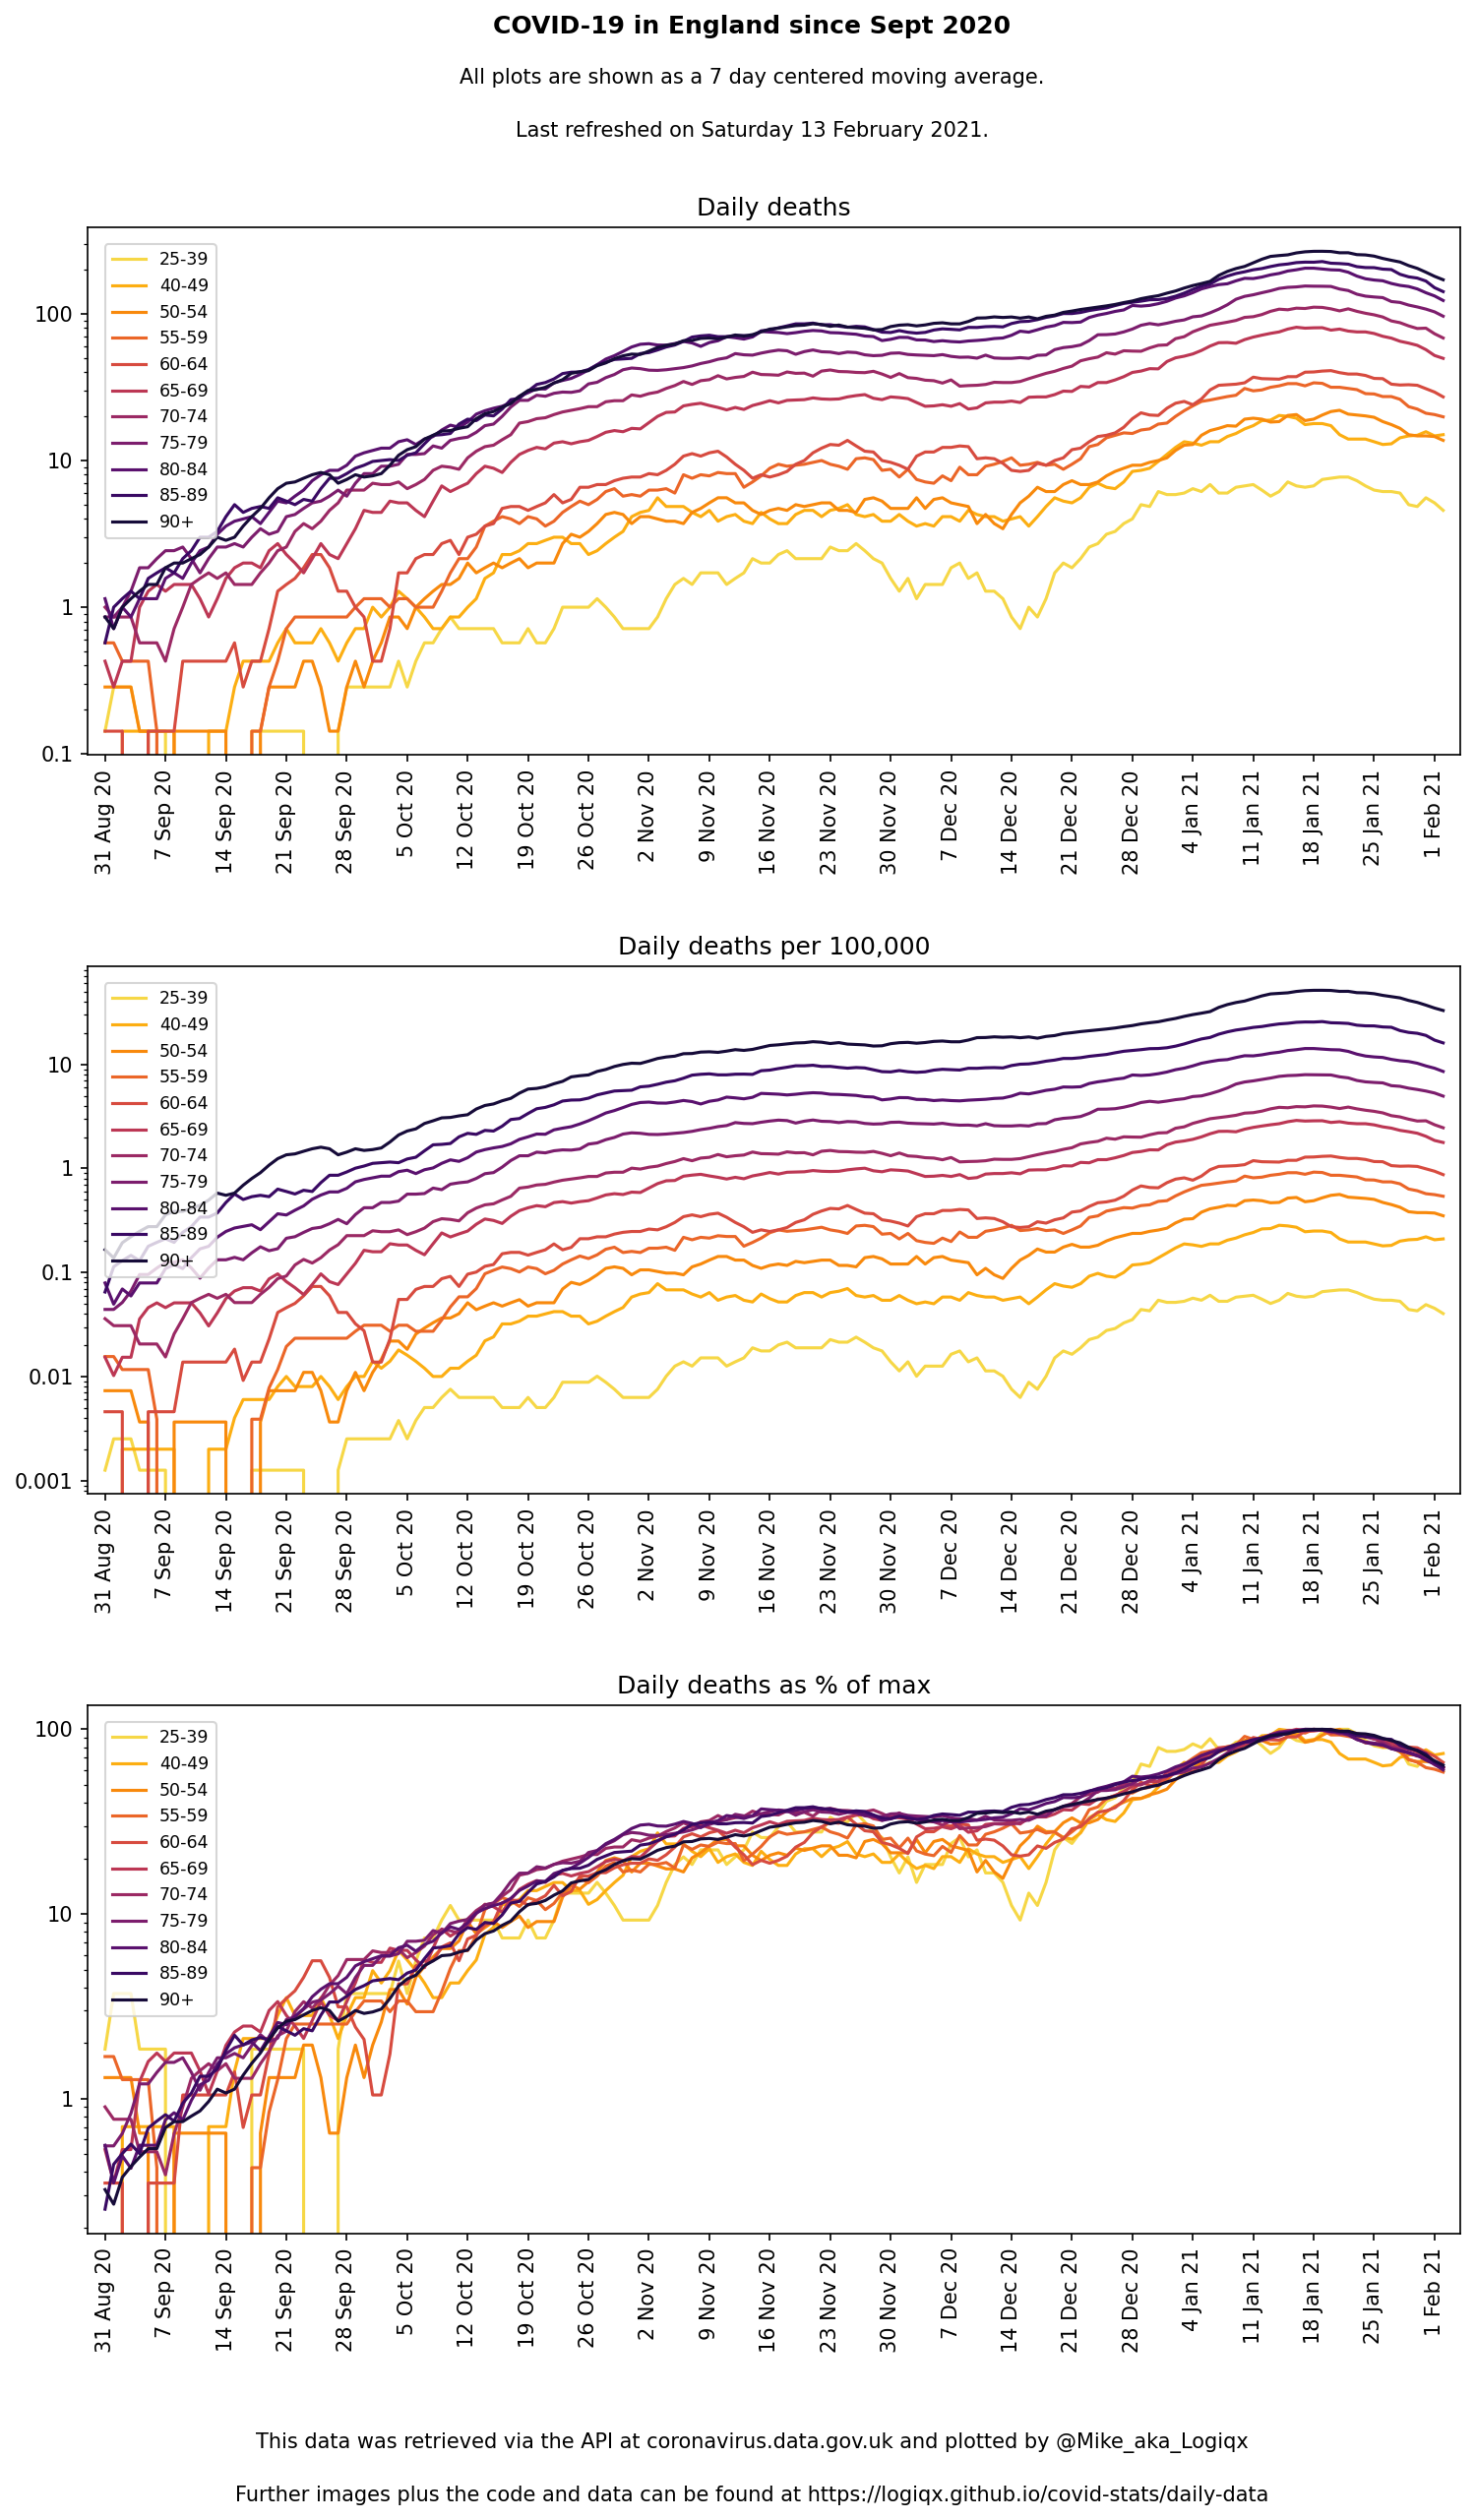 COVID-19 in England since Sept 2020
All plots are shown as a 7 day centered moving average.
Last refreshed on Saturday 13 February 2021.
Daily deaths
25-39
40-49
50-54
55-59
60-64
65-69
70-74
75-79
80-84
85-89
90+
100
10
1
0.1
31 Aug 20
7 Sep 20
14 Sep 20
21 Sep 20
28 Sep 20
5 Oct 20
12 Oct 20
19 Oct 20
26 Oct 20
2 Nov 20
9 Nov 20
16 Nov 20
23 Nov 20
30 Nov 20
7 Dec 20
14 Dec 20
21 Dec 20
28 Dec 20
4 Jan 21
11 Jan 21
18 Jan 21
25 Jan 21
1 Feb 21
Daily deaths per 100,000
25-39
40-49
50-54
55-59
60-64
65-69
70-74
75-79
80-84
85-89
90+
10
1
0.1
0.01
0.001
31 Aug 20
7 Sep 20
14 Sep 20
21 Sep 20
28 Sep 20
5 Oct 20
12 Oct 20
19 Oct 20
26 Oct 20
2 Nov 20
9 Nov 20
16 Nov 20
23 Nov 20
30 Nov 20
7 Dec 20
14 Dec 20
21 Dec 20
28 Dec 20
4 Jan 21
11 Jan 21
18 Jan 21
25 Jan 21
1 Feb 21
Daily deaths as % of max
25-39
40-49
50-54
55-59
60-64
65-69
70-74
75-79
80-84
85-89
90+
100
10
1
31 Aug 20
7 Sep 20
14 Sep 20
21 Sep 20
28 Sep 20
5 Oct 20
12 Oct 20
19 Oct 20
26 Oct 20
2 Nov 20
9 Nov 20
16 Nov 20
23 Nov 20
30 Nov 20
7 Dec 20
14 Dec 20
21 Dec 20
28 Dec 20
4 Jan 21
11 Jan 21
18 Jan 21
25 Jan 21
1 Feb 21
This data was retrieved via the API at coronavirus.data.gov.uk and plotted by @Mike_aka_Logiqx
Further images plus the code and data can be found at https://logiqx.github.io/covid-stats/daily-data